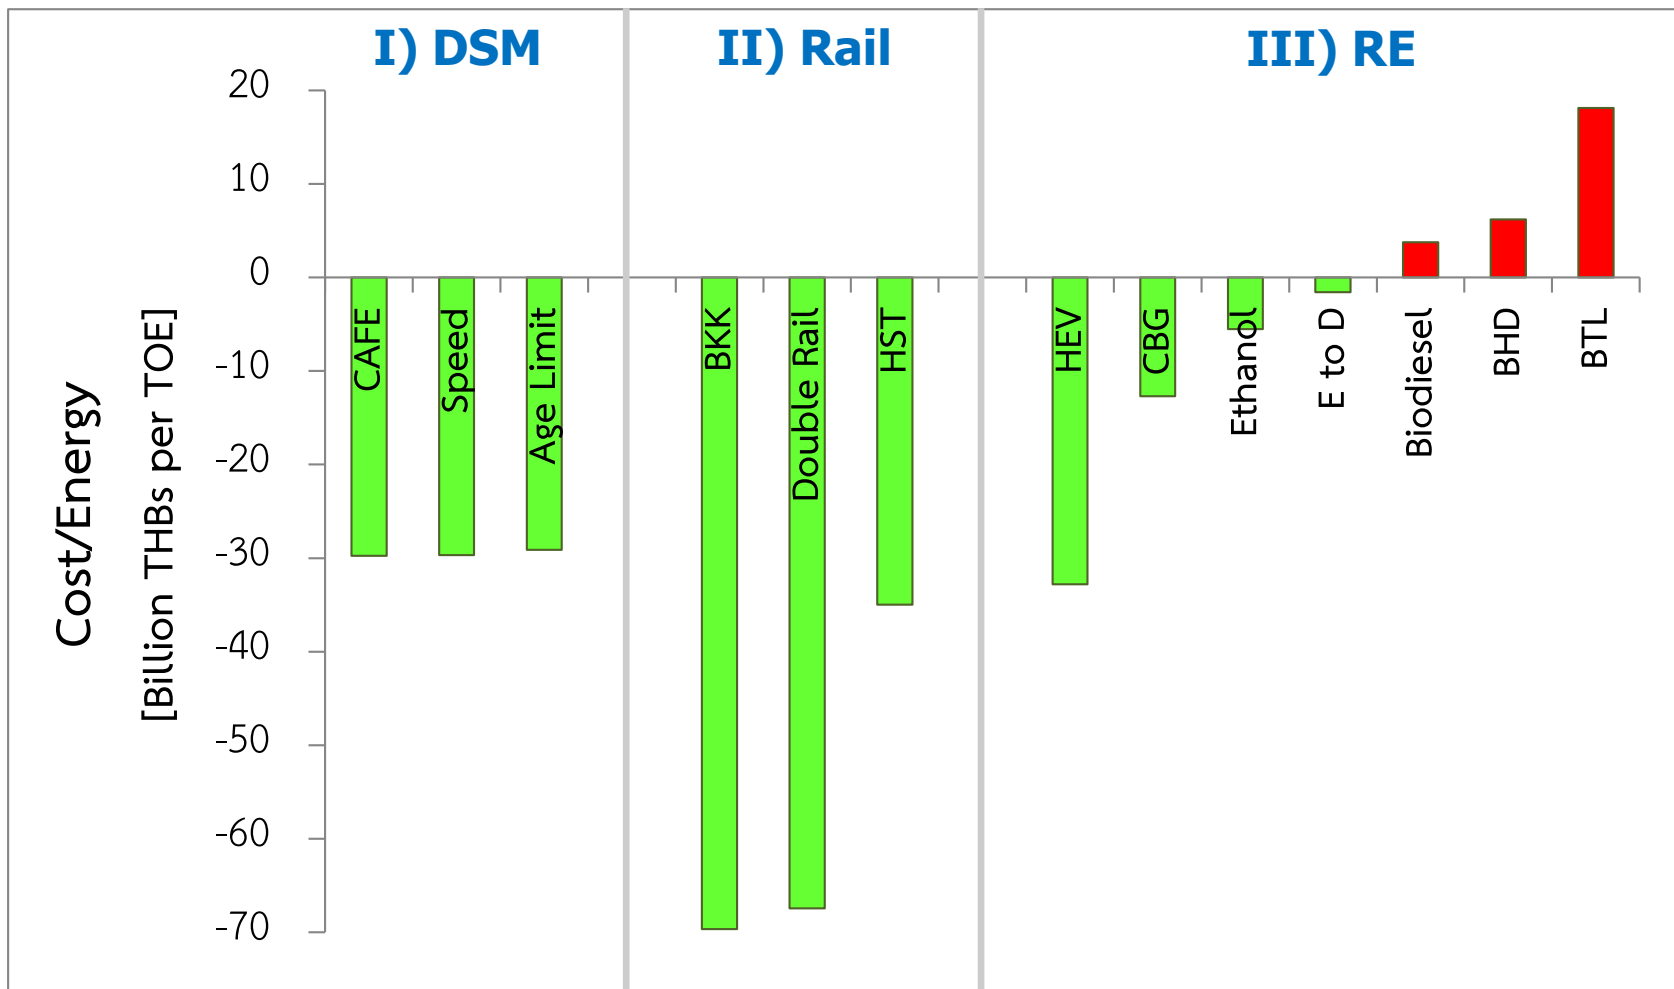 I) DSM
II) Rail
III) RE
20
10
0
-10
-20
-30
-40
-50
-60
-70
Cost/Energy
[Billion THBs per TOE]
CAFE
Speed
Age Limit
BKK
Double Rail
HST
HEV
CBG
Ethanol
E to D
Biodiesel
BHD
BTL